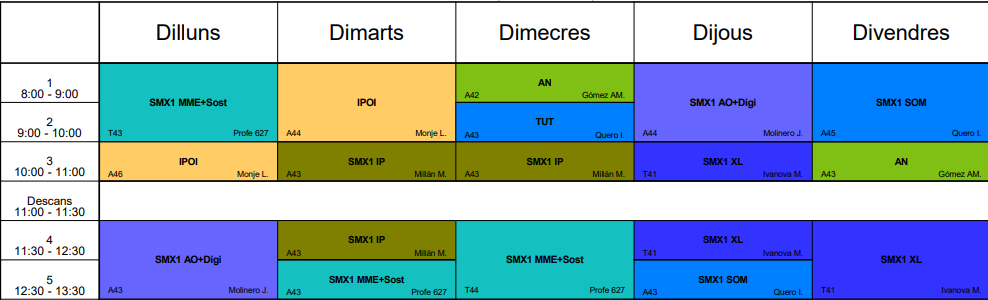 Dilluns Dimarts Dimecres Dijous Divendres
1
8:00 - 9:00
SMX1 MME+Sost
T43 Profe 627
IPOI
A44 Monje L.
AN
A42 Gómez AM.
SMX1 AO+Digi
A44 Molinero J.
SMX1 SOM
A45 Quero I.
2
9:00 - 10:00
TUT
A43 Quero I.
3
10:00 - 11:00
IPOI
A46 Monje L.
SMX1 IP
A43 Millán M.
SMX1 IP
A43 Millán M.
SMX1 XL
T41 Ivanova M.
AN
A43 Gómez AM.
Descans
11:00 - 11:30
4
11:30 - 12:30
SMX1 AO+Digi
A43 Molinero J.
SMX1 IP
A43 Millán M.
SMX1 MME+Sost
T44 Profe 627
SMX1 XL
T41 Ivanova M.
SMX1 XL
T41 Ivanova M.
5
12:30 - 13:30
SMX1 MME+Sost
A43 Profe 627
SMX1 SOM
A43 Quero I.